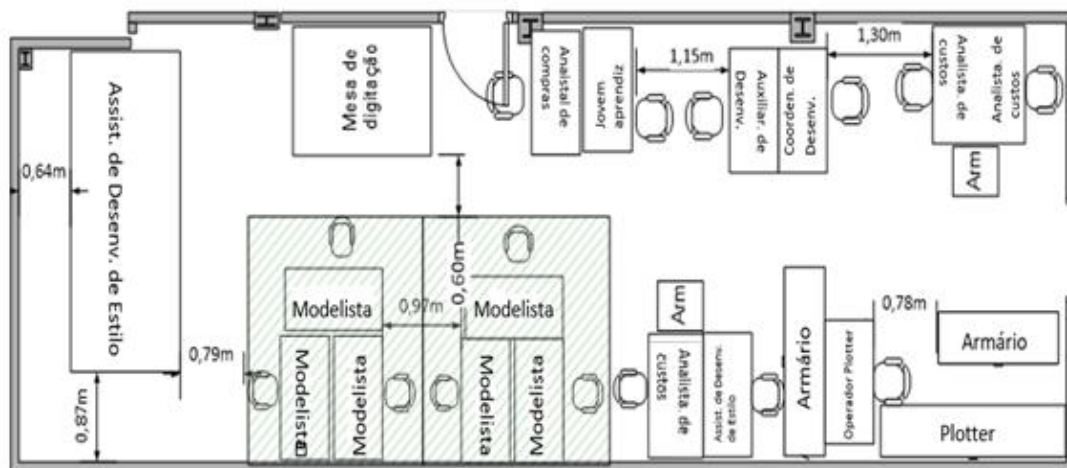 Assist. de Desenv. de Estilo
0,64m
0,87m
0,79m
Mesa de
digitação
Analistal de
compras
Jovem
aprendiz
1,15m
Auxiliar. de
Desenv.
Coorden. de
Desenv.
1,30m
Analista. de
custos
Analista. de
custos
Arm
0,60m
Modelista
0,97m
Modelista
Modelista
Modelista
Modelista
Modelista
Arm
Analista. de
custos
Assist. de Desenv.
de Estilo
Armário
Operador Plotter
0,78m
Armário
Plotter